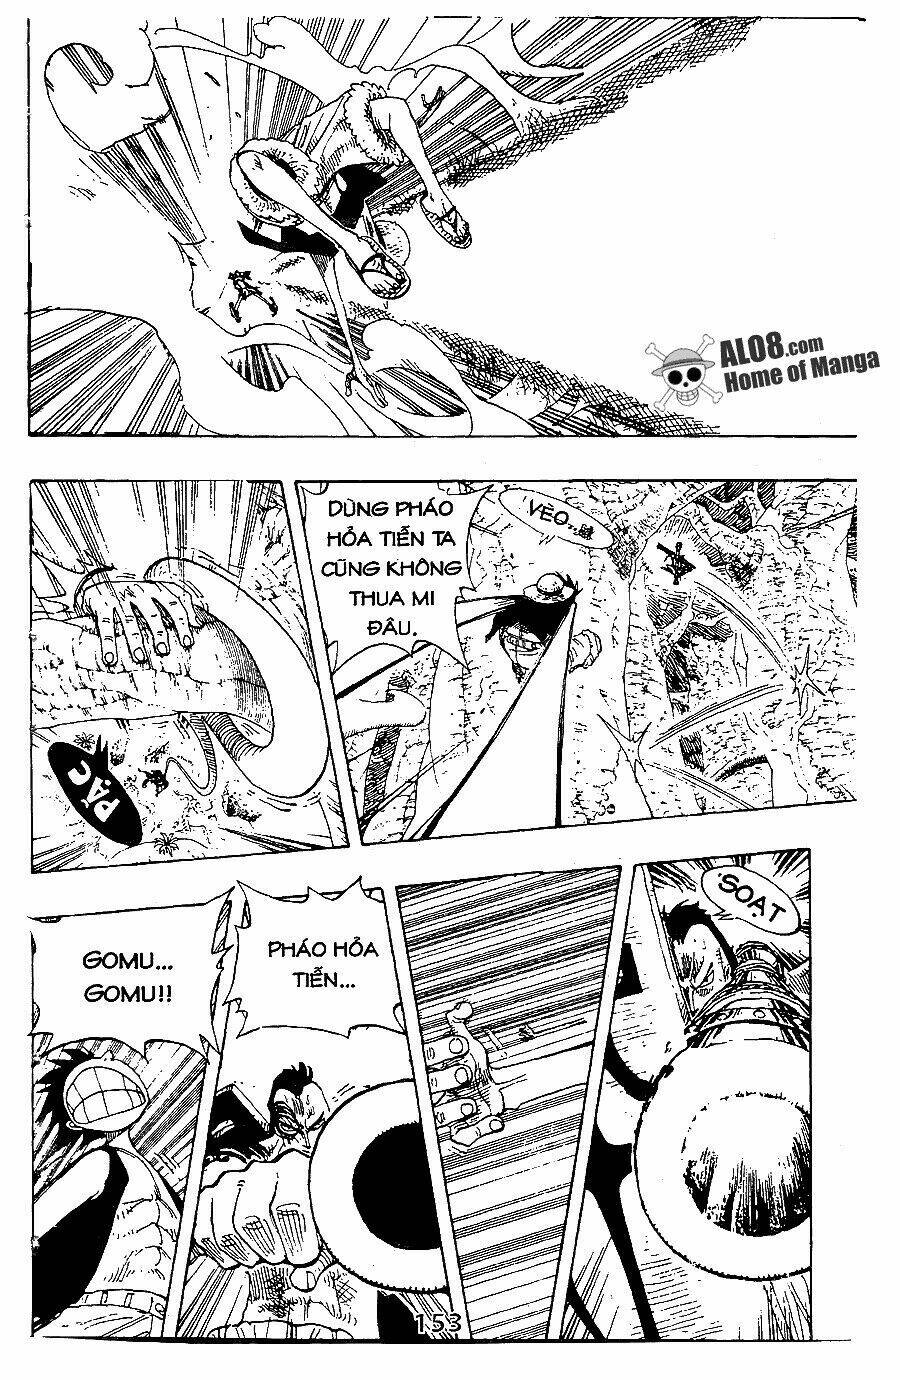 AL08.com
Home of Manga
DÙNG PHÁO
HỎA TIỄN TA
CŨNG KHÔNG
THUA MI
ĐÂU.
VÈO..
PẶC
GOMU...
GOMU!!
PHÁO HỎA
TIỄN...
SOẠT
153